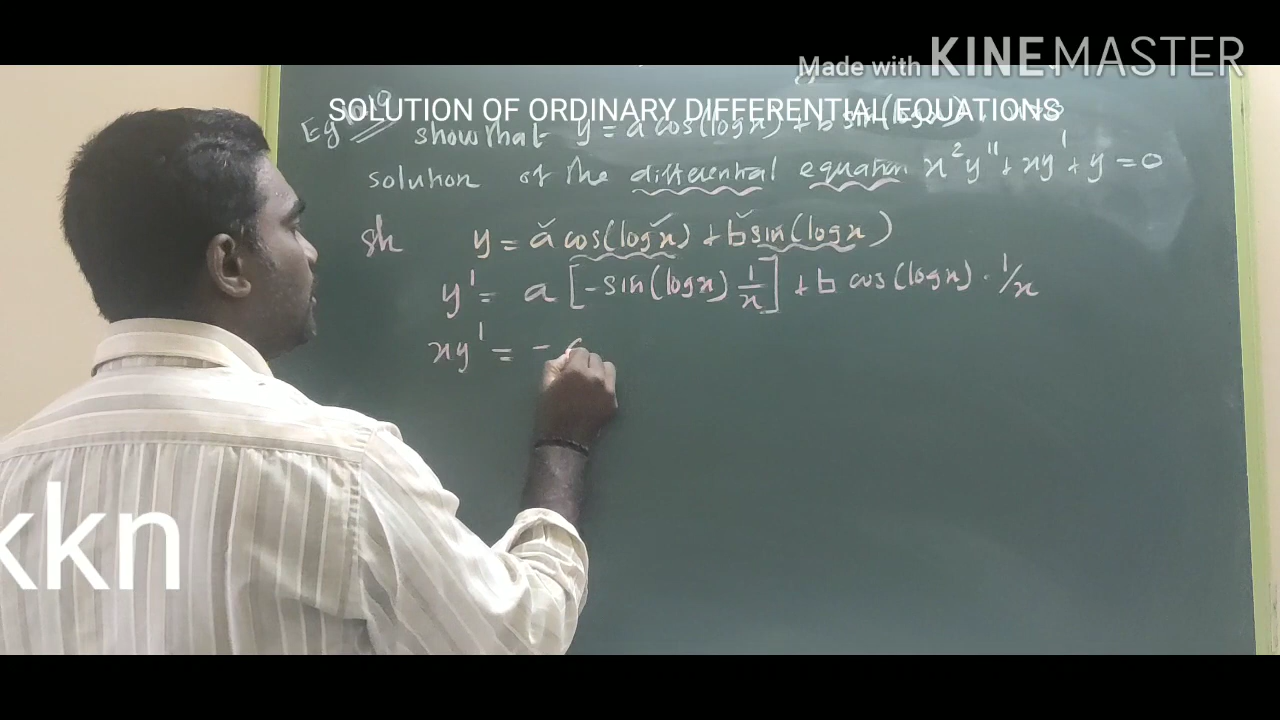 Made with KINEMASTER
SOLUTION OF ORDINARY DIFFERENTIAL EQUATIONS
Eg show that y = a cos(log x) + b sin(log x),
solution of the differential equation x²y" + xy' + y = 0
y = a cos(log x) + b sin(log x)
y' = a [-sin(log x) 1/x] + b cos(log x) · 1/x
xy' = -
kkn